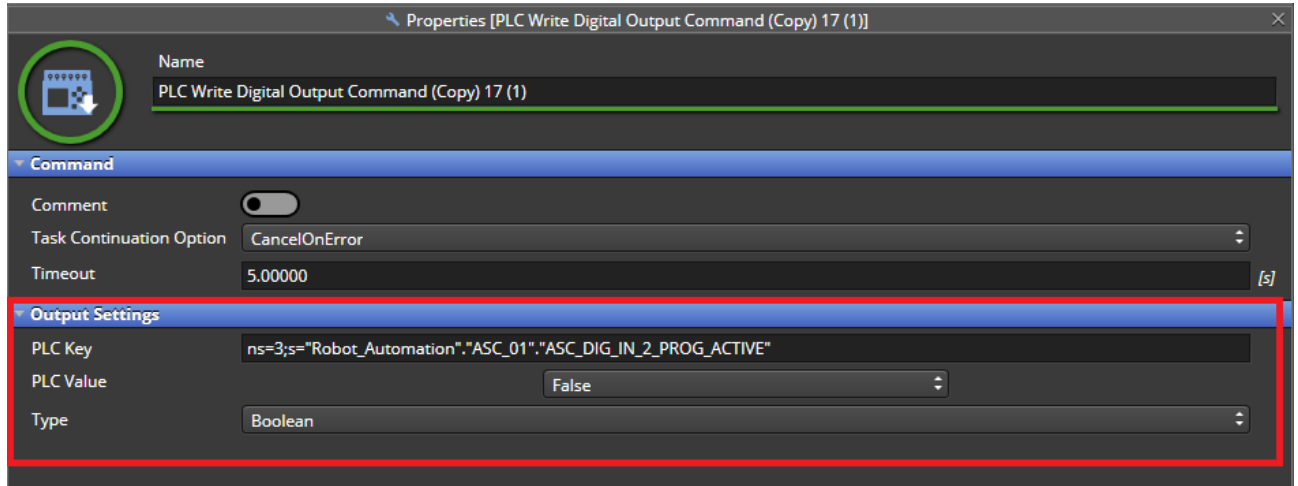 Properties [PLC Write Digital Output Command (Copy) 17 (1)]
Name
PLC Write Digital Output Command (Copy) 17 (1)
Command
Comment
Task Continuation Option CancelOnError
Timeout 5.00000 [s]
Output Settings
PLC Key ns=3;s="Robot_Automation"."ASC_01"."ASC_DIG_IN_2_PROG_ACTIVE"
PLC Value False
Type Boolean